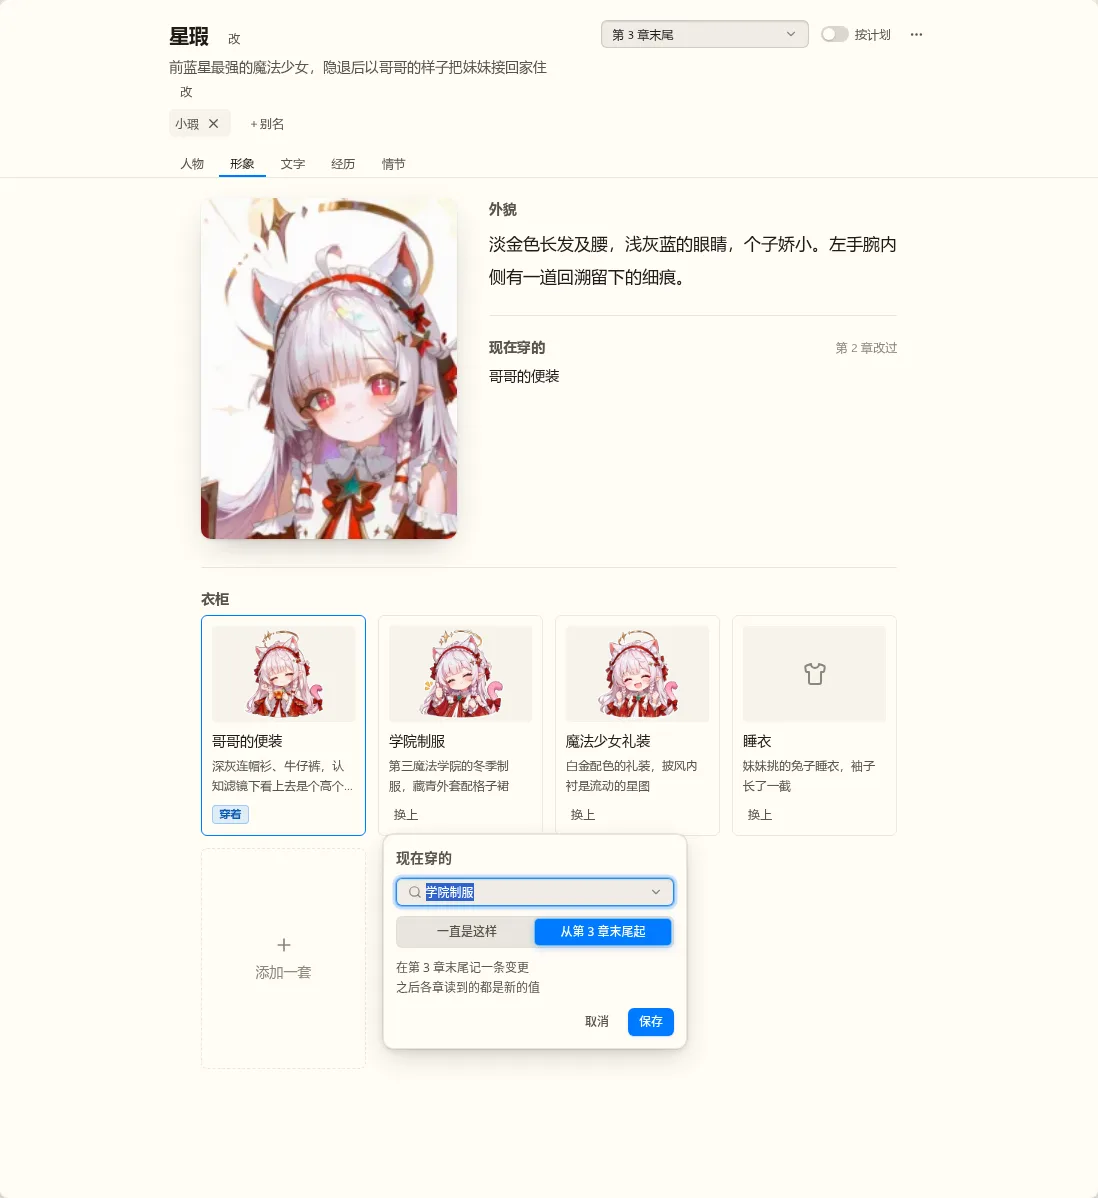 星瑕 改
第 3 章末尾
按计划
前蓝星最强的魔法少女，隐退后以哥哥的样子把妹妹接回家住
改
小瑕
+ 别名
人物 形象 文字 经历 情节
外貌
淡金色长发及腰，浅灰蓝的眼睛，个子娇小。左手腕内
侧有一道回溯留下的细痕。
现在穿的
第 2 章改过
哥哥的便装
衣柜
哥哥的便装
深灰连帽衫、牛仔裤，认
知滤镜下看上去是个高个...
穿着
学院制服
第三魔法学院的冬季制
服，藏青外套配格子裙
换上
魔法少女礼装
白金配色的礼装，披风内
衬是流动的星图
换上
睡衣
妹妹挑的兔子睡衣，袖子
长了一截
换上
添加一套
现在穿的
学院制服
一直是这样
从第 3 章末尾起
在第 3 章末尾记一条变更
之后各章读到的都是新的值
取消
保存